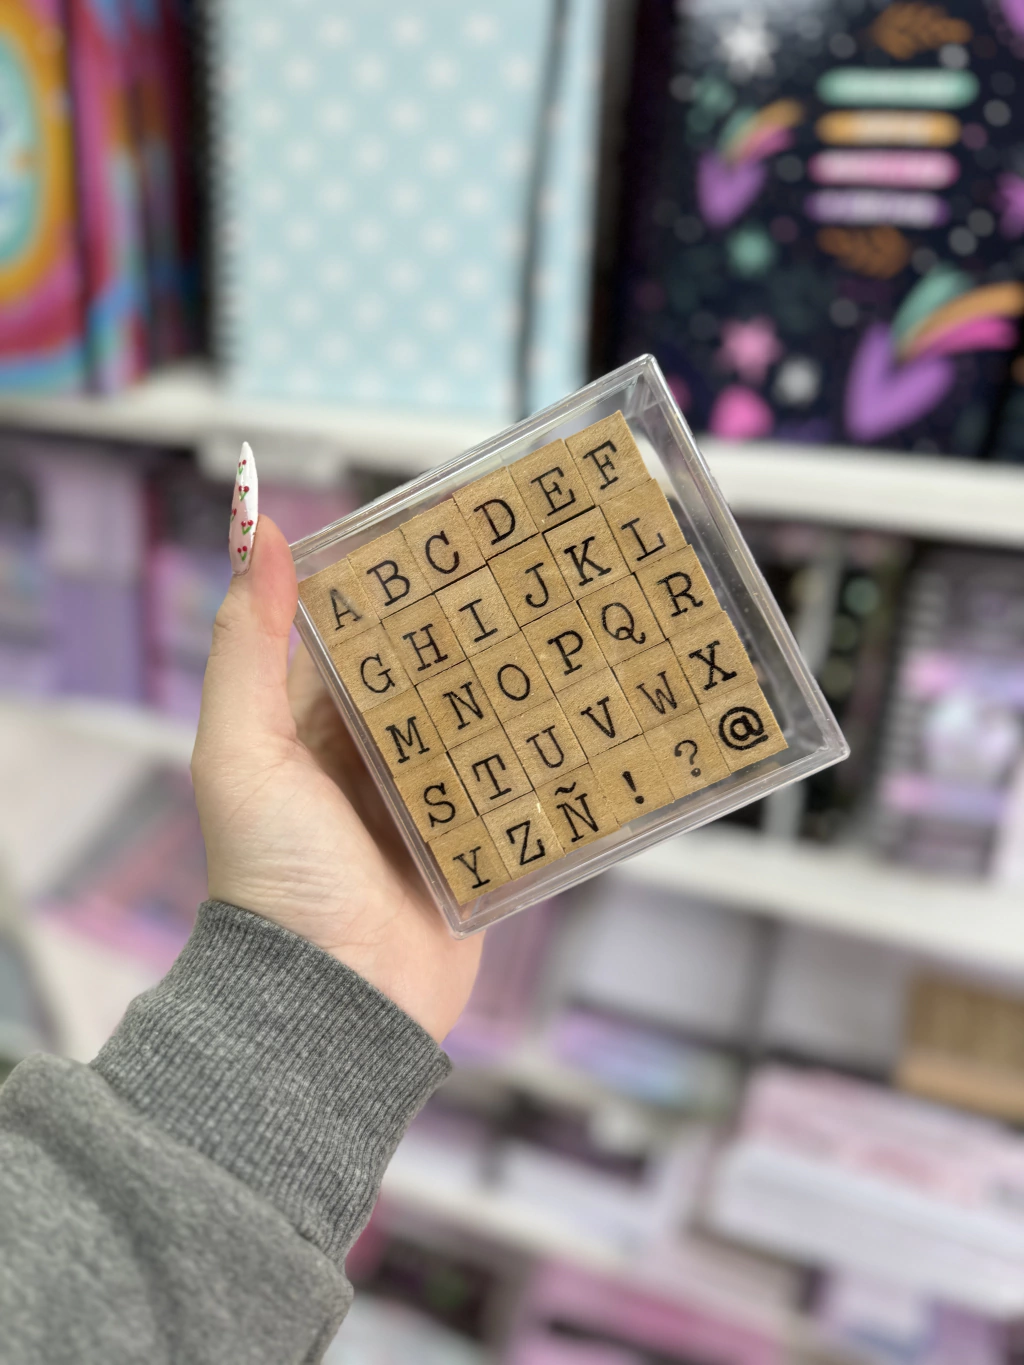 A B C D E F
G H I J K L
M N O P Q R
S T U V W X
Y Z Ñ ! ? @